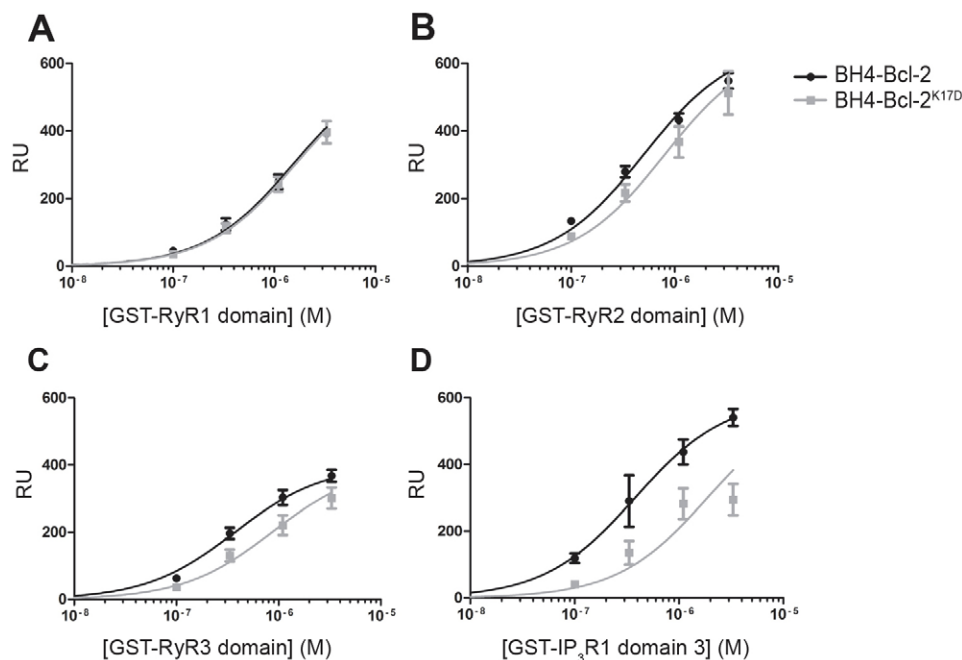 A
B
600
400
200
0
RU
10⁻⁸
10⁻⁷
10⁻⁶
10⁻⁵
[GST-RyR1 domain] (M)
600
400
200
0
RU
10⁻⁸
10⁻⁷
10⁻⁶
10⁻⁵
[GST-RyR2 domain] (M)
BH4-Bcl-2
BH4-Bcl-2ᴷ¹⁷ᴰ
C
D
600
400
200
0
RU
10⁻⁸
10⁻⁷
10⁻⁶
10⁻⁵
[GST-RyR3 domain] (M)
600
400
200
0
RU
10⁻⁸
10⁻⁷
10⁻⁶
10⁻⁵
[GST-IP₃R1 domain 3] (M)